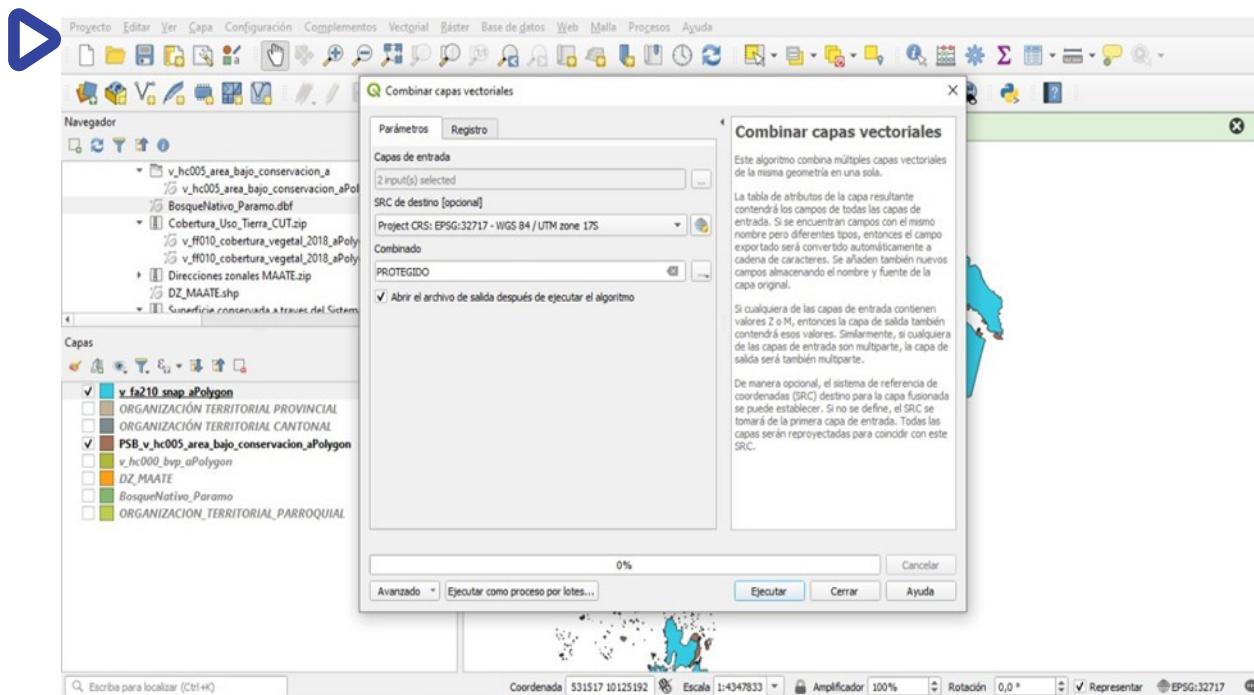 Proyecto Editar Ver Capa Configuración Complementos Vectorial Ráster Base de datos Web Malla Procesos Ayuda
Combinar capas vectoriales
Navegador
v_hc005_area_bajo_conservacion_a
v_hc005_area_bajo_conservacion_aPol
BosqueNativo_Paramo.dbf
Cobertura_Uso_Tierra_CUT.zip
v_ff010_cobertura_vegetal_2018_aPoly
v_ff010_cobertura_vegetal_2018_aPoly
Direcciones zonales MAATE.zip
DZ_MAATE.shp
Superficie conservada a traves del Sistem
Capas
v_fa210_snap_aPolygon
ORGANIZACIÓN TERRITORIAL PROVINCIAL
ORGANIZACIÓN TERRITORIAL CANTONAL
PSB_v_hc005_area_bajo_conservacion_aPolygon
v_hc000_bvp_aPolygon
DZ_MAATE
BosqueNativo_Paramo
ORGANIZACION_TERRITORIAL_PARROQUIAL
Parámetros Registro
Capas de entrada
2 input(s) selected
...
SRC de destino [opcional]
Project CRS: EPSG:32717 - WGS 84 / UTM zone 17S
Combinado
PROTEGIDO
...
Abrir el archivo de salida después de ejecutar el algoritmo
Combinar capas vectoriales
Este algoritmo combina múltiples capas vectoriales
de la misma geometría en una sola.
La tabla de atributos de la capa resultante
contendrá los campos de todas las capas de
entrada. Si se encuentran campos con el mismo
nombre pero diferentes tipos, entonces el campo
exportado será convertido automáticamente a
cadena de caracteres. Se añaden también nuevos
campos almacenando el nombre y fuente de la
capa original.
Si cualquiera de las capas de entrada contienen
valores Z o M, entonces la capa de salida también
contendrá esos valores. Similarmente, si cualquiera
de las capas de entrada son multiparte, la capa de
salida será también multiparte.
De manera opcional, el sistema de referencia de
coordenadas (SRC) destino para la capa fusionada
se puede establecer. Si no se define, el SRC se
tomará de la primera capa de entrada. Todas las
capas serán reproyectadas para coincidir con este
SRC.
0% Cancelar
Avanzado Ejecutar como proceso por lotes... Ejecutar Cerrar Ayuda
Escriba para localizar (Ctrl+K) Coordenada 531517 10125192 Escala 1:4347833 Amplificador 100% Rotación 0,0 ° Representar EPSG:32717